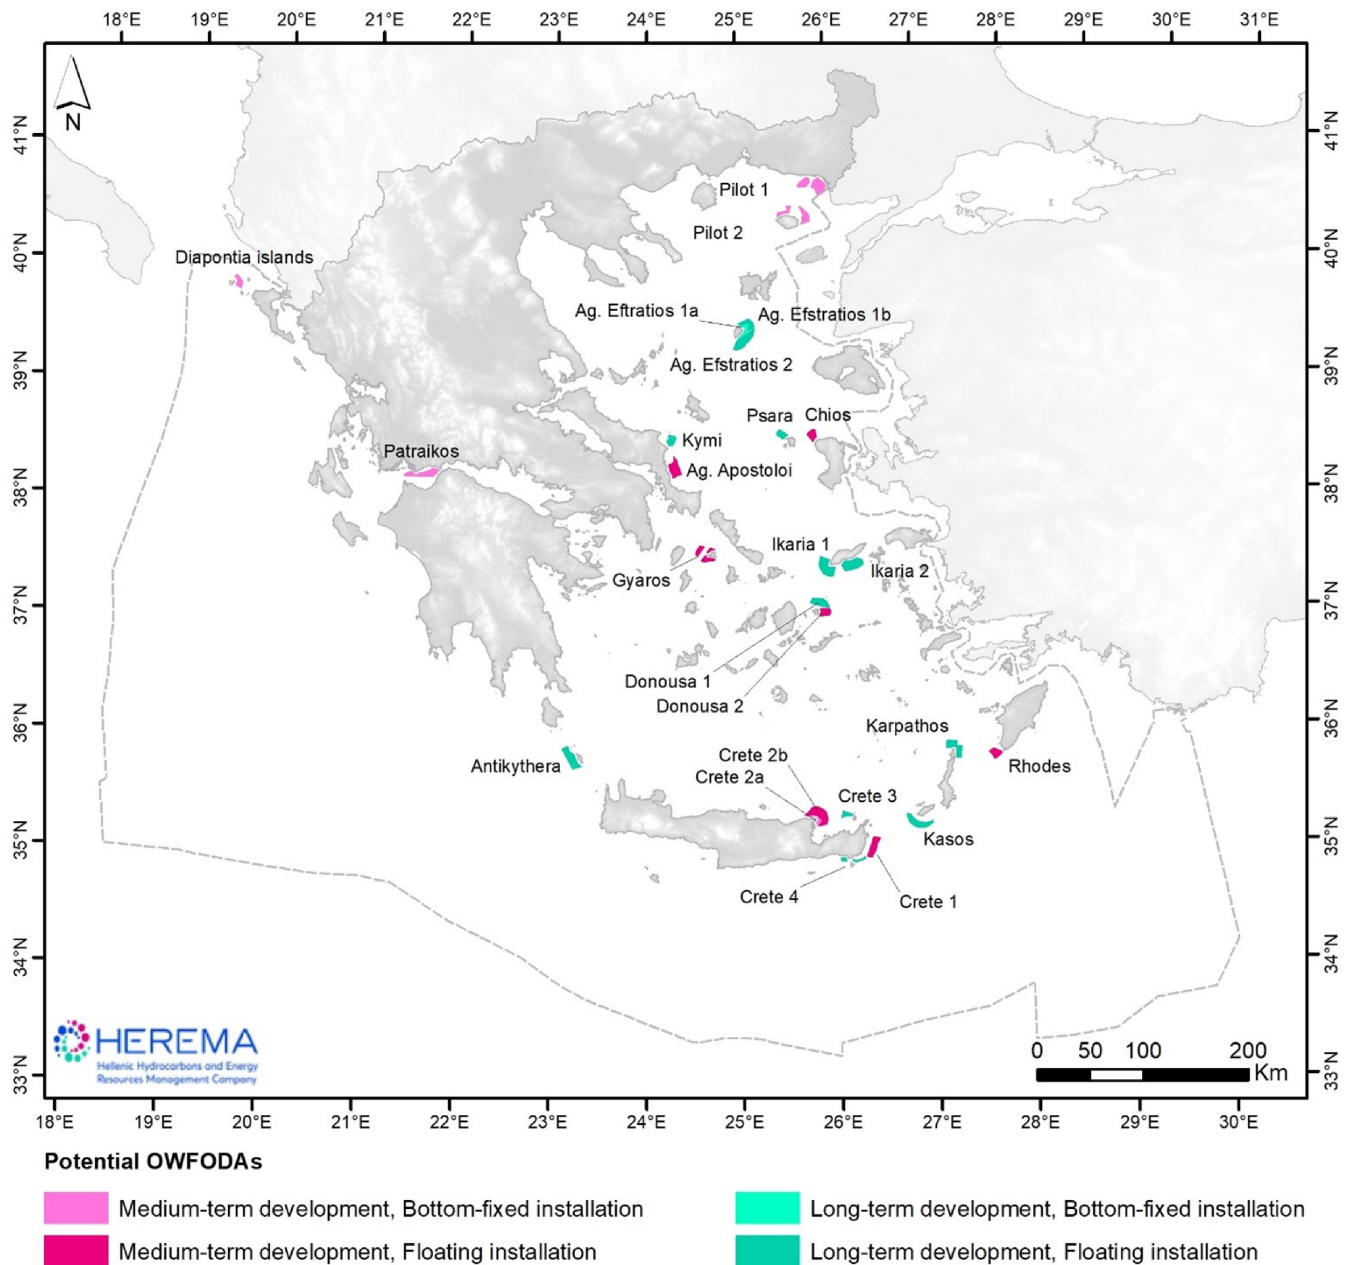 18°E 19°E 20°E 21°E 22°E 23°E 24°E 25°E 26°E 27°E 28°E 29°E 30°E 31°E
N
41°N
41°N
Pilot 1
Pilot 2
40°N
40°N
Diapontia islands
Ag. Eftratios 1a
Ag. Efstratios 1b
Ag. Efstratios 2
39°N
39°N
Psara
Chios
Kymi
Patraikos
Ag. Apostoloi
38°N
38°N
Ikaria 1
Ikaria 2
Gyaros
37°N
37°N
Donousa 1
Donousa 2
36°N
36°N
Karpathos
Antikythera
Rhodes
Crete 2b
Crete 2a
Crete 3
Kasos
35°N
35°N
Crete 4
Crete 1
34°N
34°N
HEREMA
Hellenic Hydrocarbons and Energy
Resources Management Company
0 50 100 200
Km
33°N
33°N
18°E 19°E 20°E 21°E 22°E 23°E 24°E 25°E 26°E 27°E 28°E 29°E 30°E
Potential OWFODAs
Medium-term development, Bottom-fixed installation
Long-term development, Bottom-fixed installation
Medium-term development, Floating installation
Long-term development, Floating installation